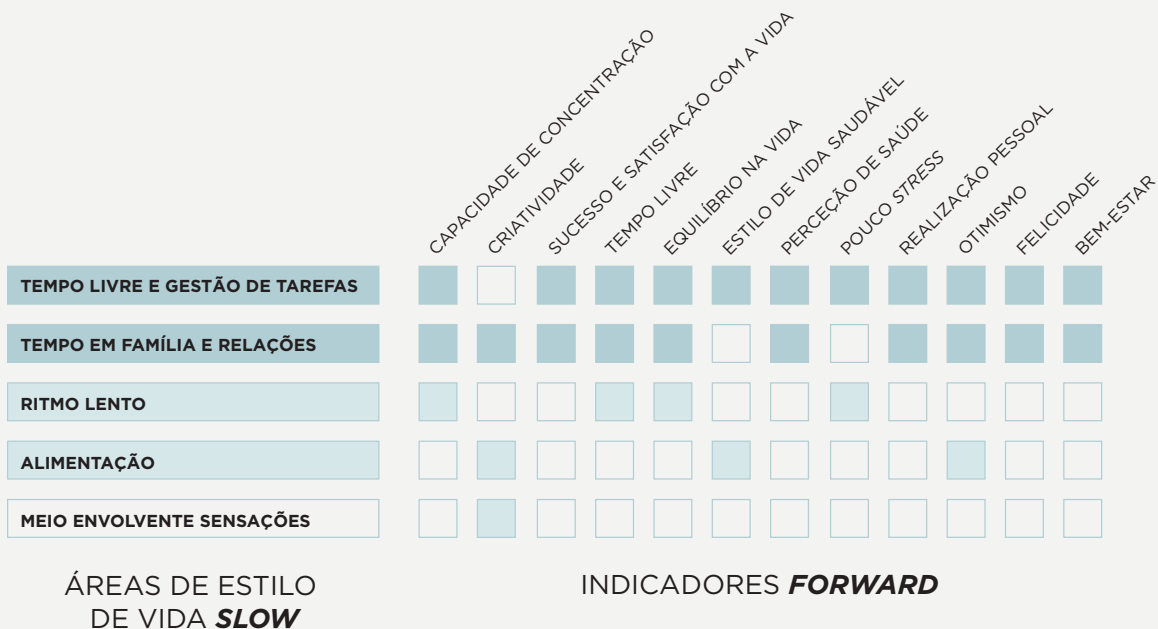 CAPACIDADE DE CONCENTRAÇÃO
CRIATIVIDADE
SUCESSO E SATISFAÇÃO COM A VIDA
TEMPO LIVRE
EQUILÍBRIO NA VIDA
ESTILO DE VIDA SAUDÁVEL
PERCEÇÃO DE SAÚDE
POUCO STRESS
REALIZAÇÃO PESSOAL
OTIMISMO
FELICIDADE
BEM-ESTAR
TEMPO LIVRE E GESTÃO DE TAREFAS
TEMPO EM FAMÍLIA E RELAÇÕES
RITMO LENTO
ALIMENTAÇÃO
MEIO ENVOLVENTE SENSAÇÕES
ÁREAS DE ESTILO
DE VIDA SLOW
INDICADORES FORWARD